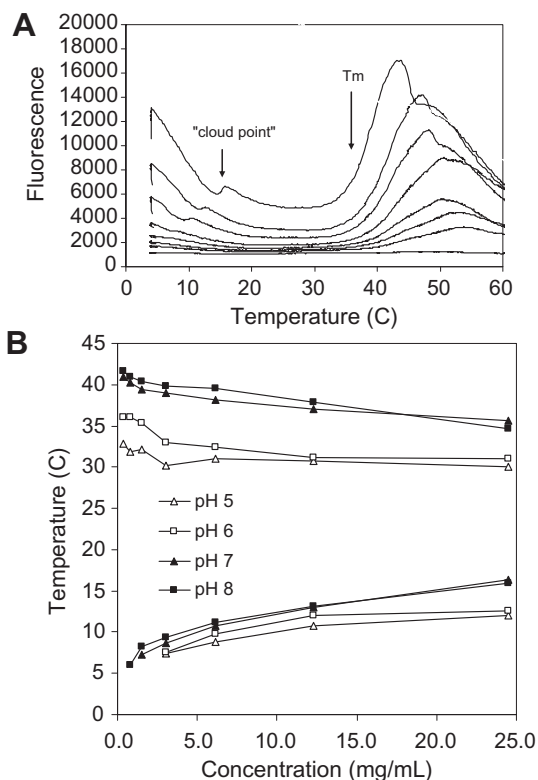 A
Fluorescence
20000
18000
16000
14000
12000
10000
8000
6000
4000
2000
0
"cloud point"
Tm
0 10 20 30 40 50 60
Temperature (C)
B
Temperature (C)
45
40
35
30
25
20
15
10
5
0
pH 5
pH 6
pH 7
pH 8
0.0 5.0 10.0 15.0 20.0 25.0
Concentration (mg/mL)